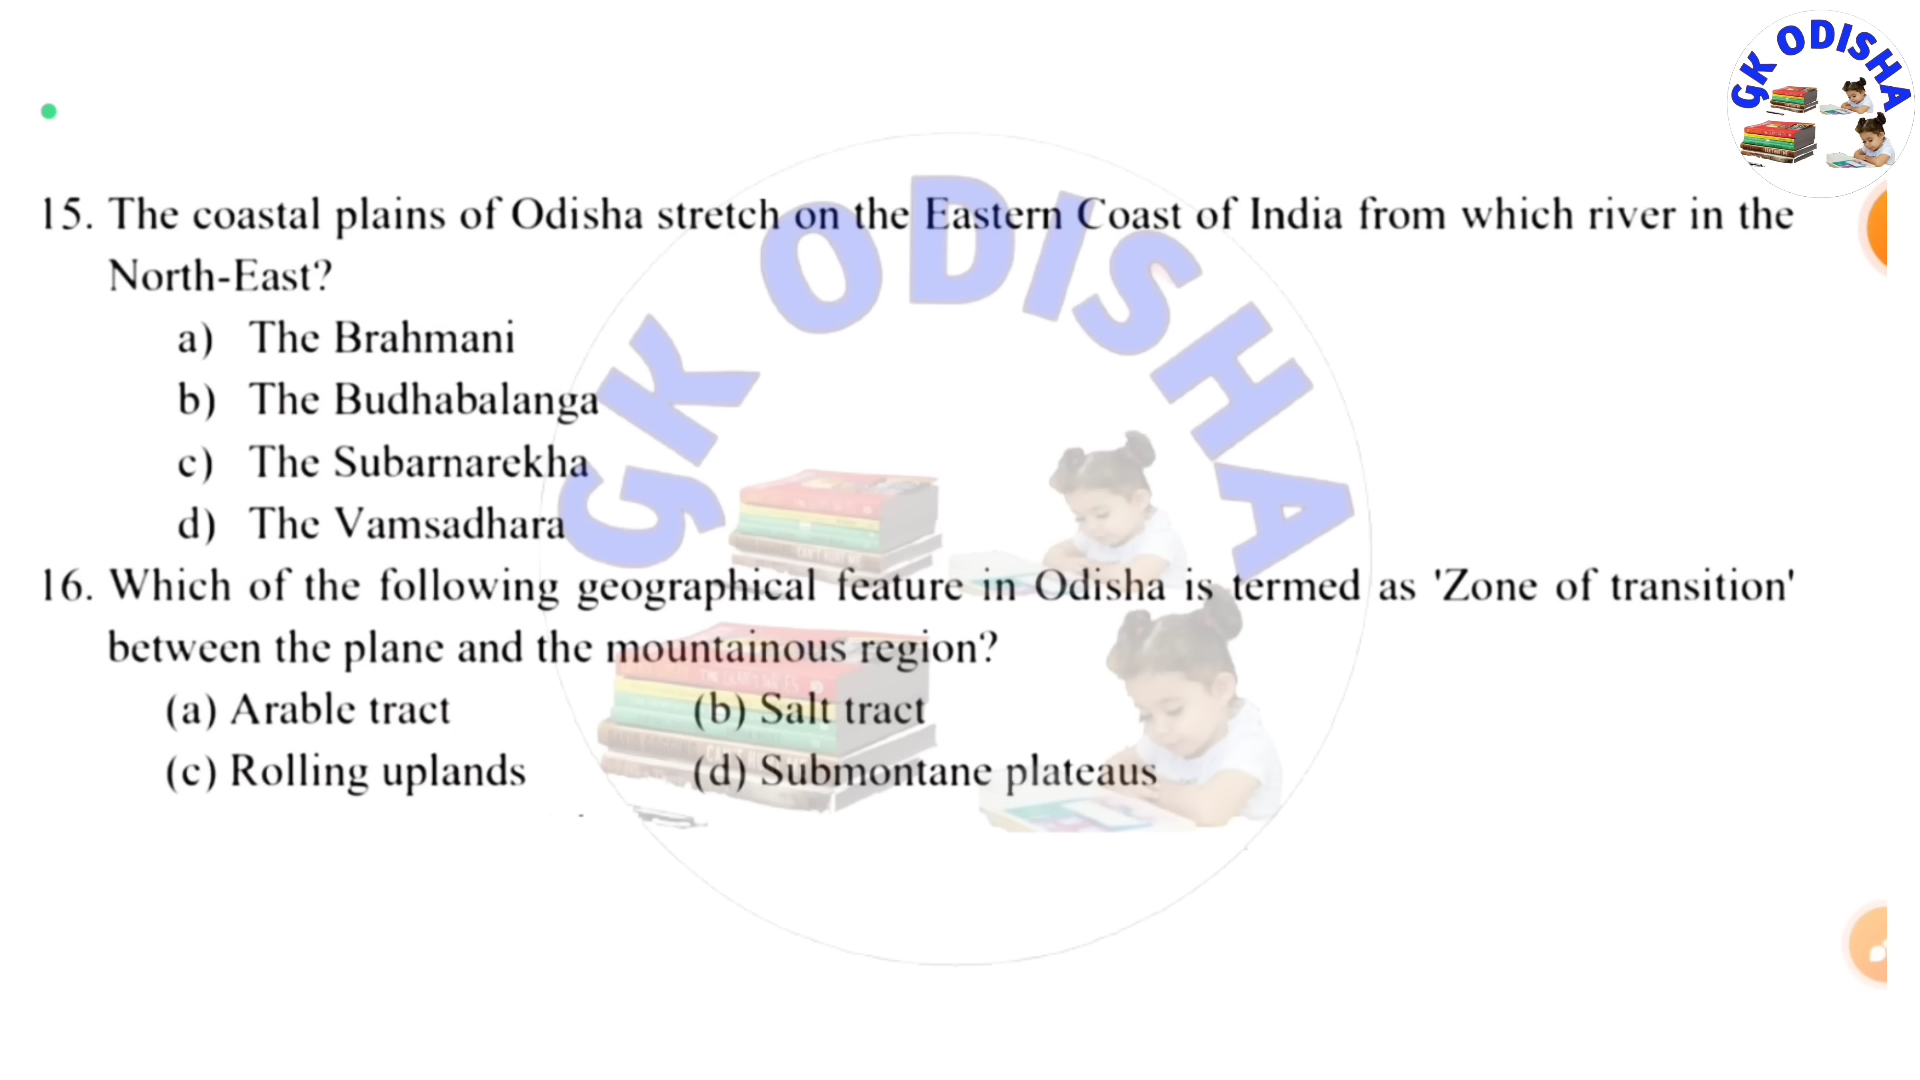 GK ODISHA
15. The coastal plains of Odisha stretch on the Eastern Coast of India from which river in the
North-East?
a) The Brahmani
b) The Budhabalanga
c) The Subarnarekha
d) The Vamsadhara
16. Which of the following geographical feature in Odisha is termed as 'Zone of transition'
between the plane and the mountainous region?
(a) Arable tract (b) Salt tract
(c) Rolling uplands (d) Submontane plateaus
GK ODISHA